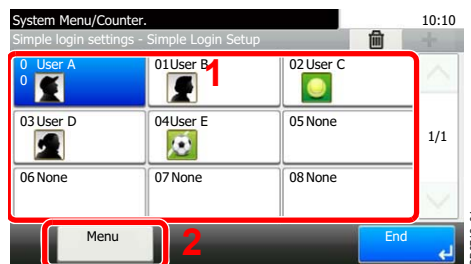 System Menu/Counter. 10:10
Simple login settings - Simple Login Setup
0 User A 01 User B 1 02 User C
0
03 User D 04 User E 05 None 1/1
06 None 07 None 08 None
Menu 2 End